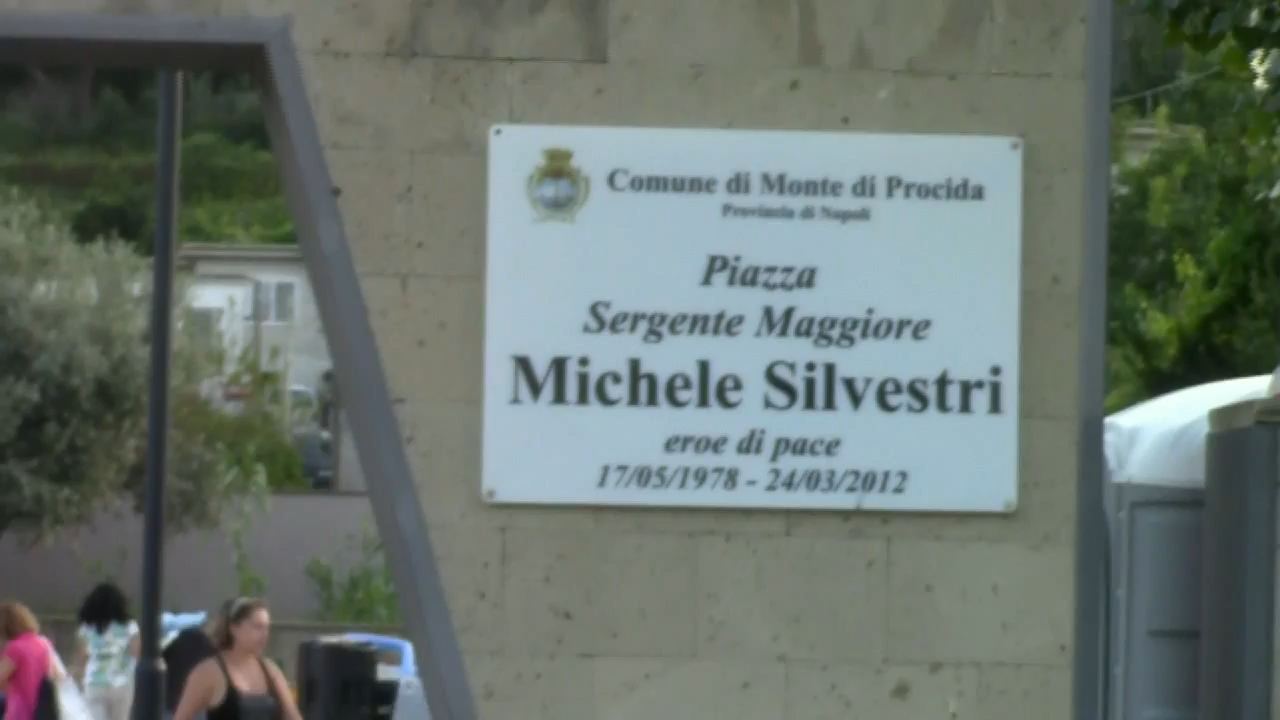 Comune di Monte di Procida
Provincia di Napoli
Piazza
Sergente Maggiore
Michele Silvestri
eroe di pace
17/05/1978 - 24/03/2012